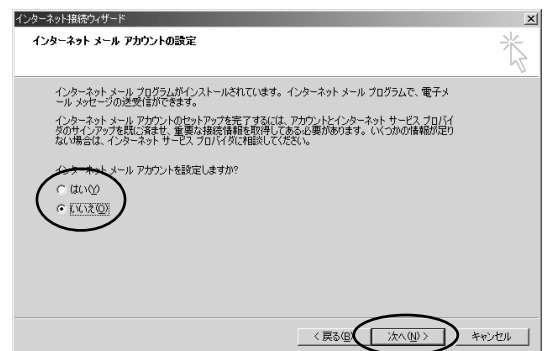 インターネット接続ウィザード
インターネット メール アカウントの設定
インターネット メール プログラムがインストールされています。インターネット メール プログラムで、電子メ
ール メッセージの送受信ができます。
インターネット メール アカウントのセットアップを完了するには、アカウントとインターネット サービス プロバイ
ダのサインアップを既に済ませ、重要な接続情報を取得してある必要があります。いくつかの情報が足り
ない場合は、インターネット サービス プロバイダに相談してください。
インターネット メール アカウントを設定しますか?
はい(Y)
いいえ(O)
< 戻る(B)
次へ(N) >
キャンセル